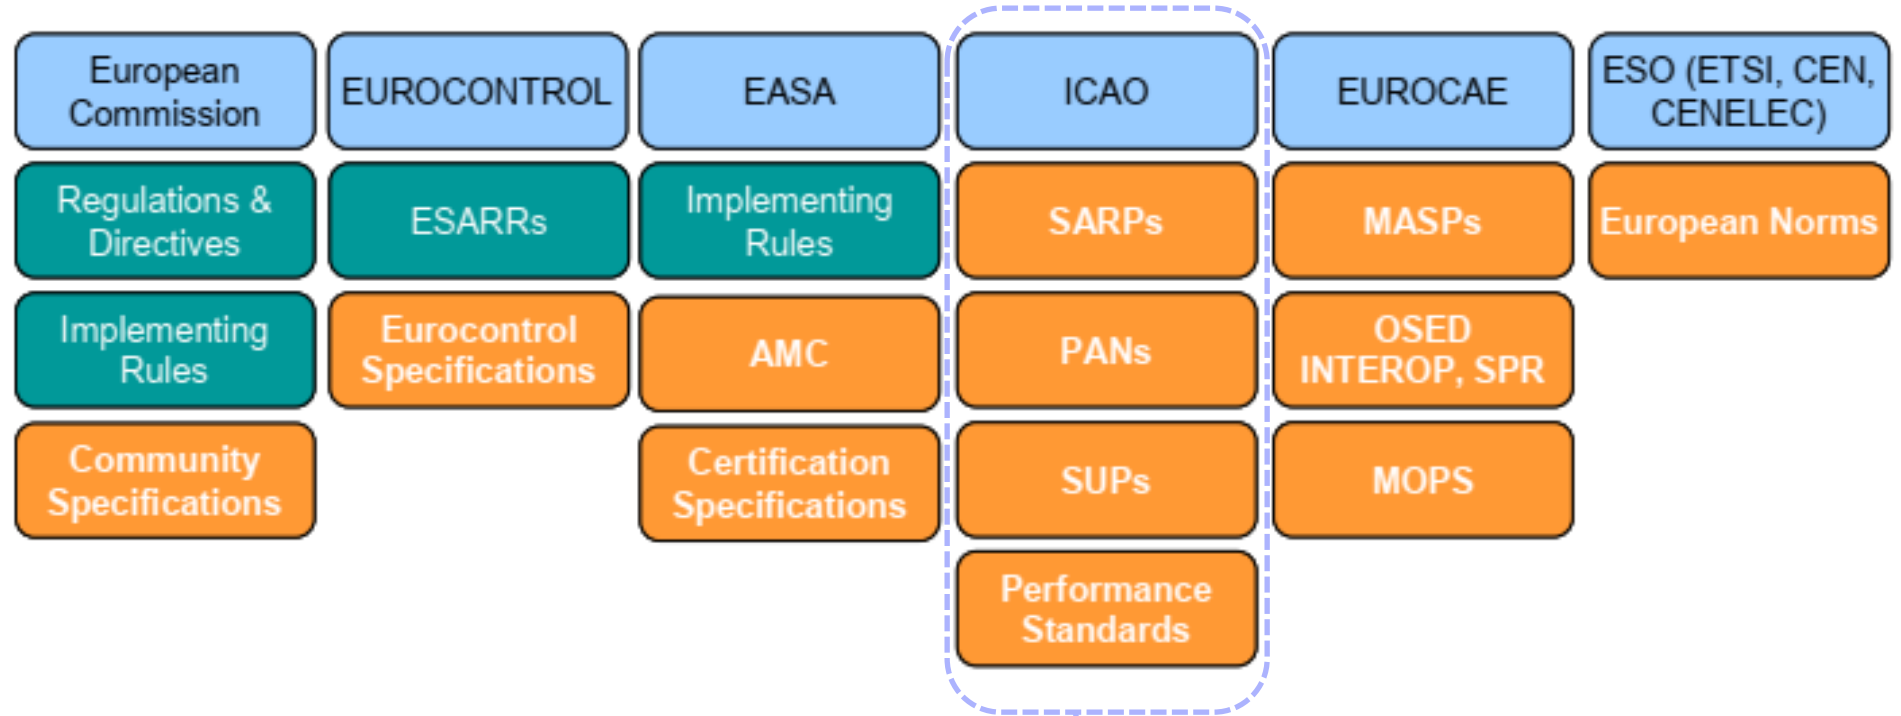 European
Commission
EUROCONTROL
EASA
ICAO
EUROCAE
ESO (ETSI, CEN,
CENELEC)
Regulations &
Directives
ESARRs
Implementing
Rules
SARPs
MASPs
European Norms
Implementing
Rules
Eurocontrol
Specifications
AMC
PANs
OSED
INTEROP, SPR
Community
Specifications
Certification
Specifications
SUPs
MOPS
Performance
Standards